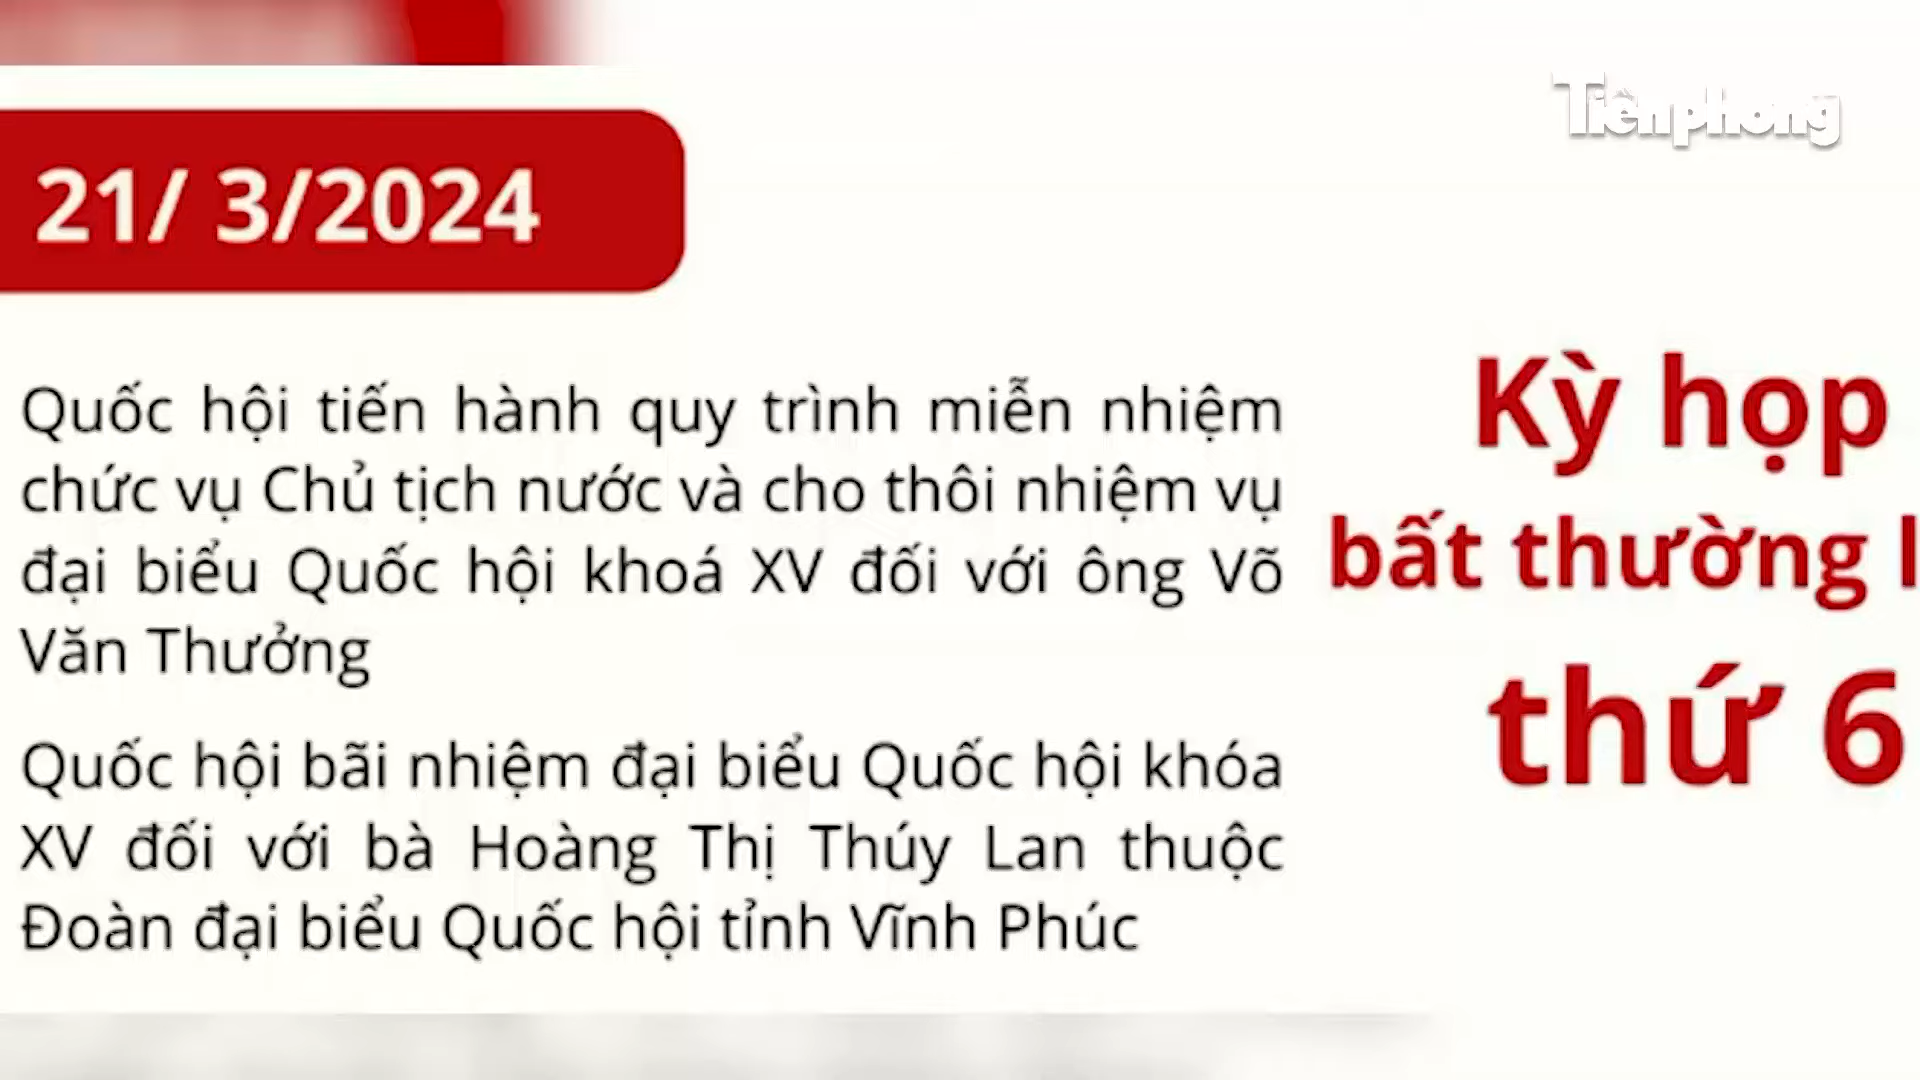 Tiền phong
21/ 3/2024
Quốc hội tiến hành quy trình miễn nhiệm
chức vụ Chủ tịch nước và cho thôi nhiệm vụ
đại biểu Quốc hội khoá XV đối với ông Võ
Văn Thưởng
Quốc hội bãi nhiệm đại biểu Quốc hội khóa
XV đối với bà Hoàng Thị Thúy Lan thuộc
Đoàn đại biểu Quốc hội tỉnh Vĩnh Phúc
Kỳ họp
bất thường l
thứ 6